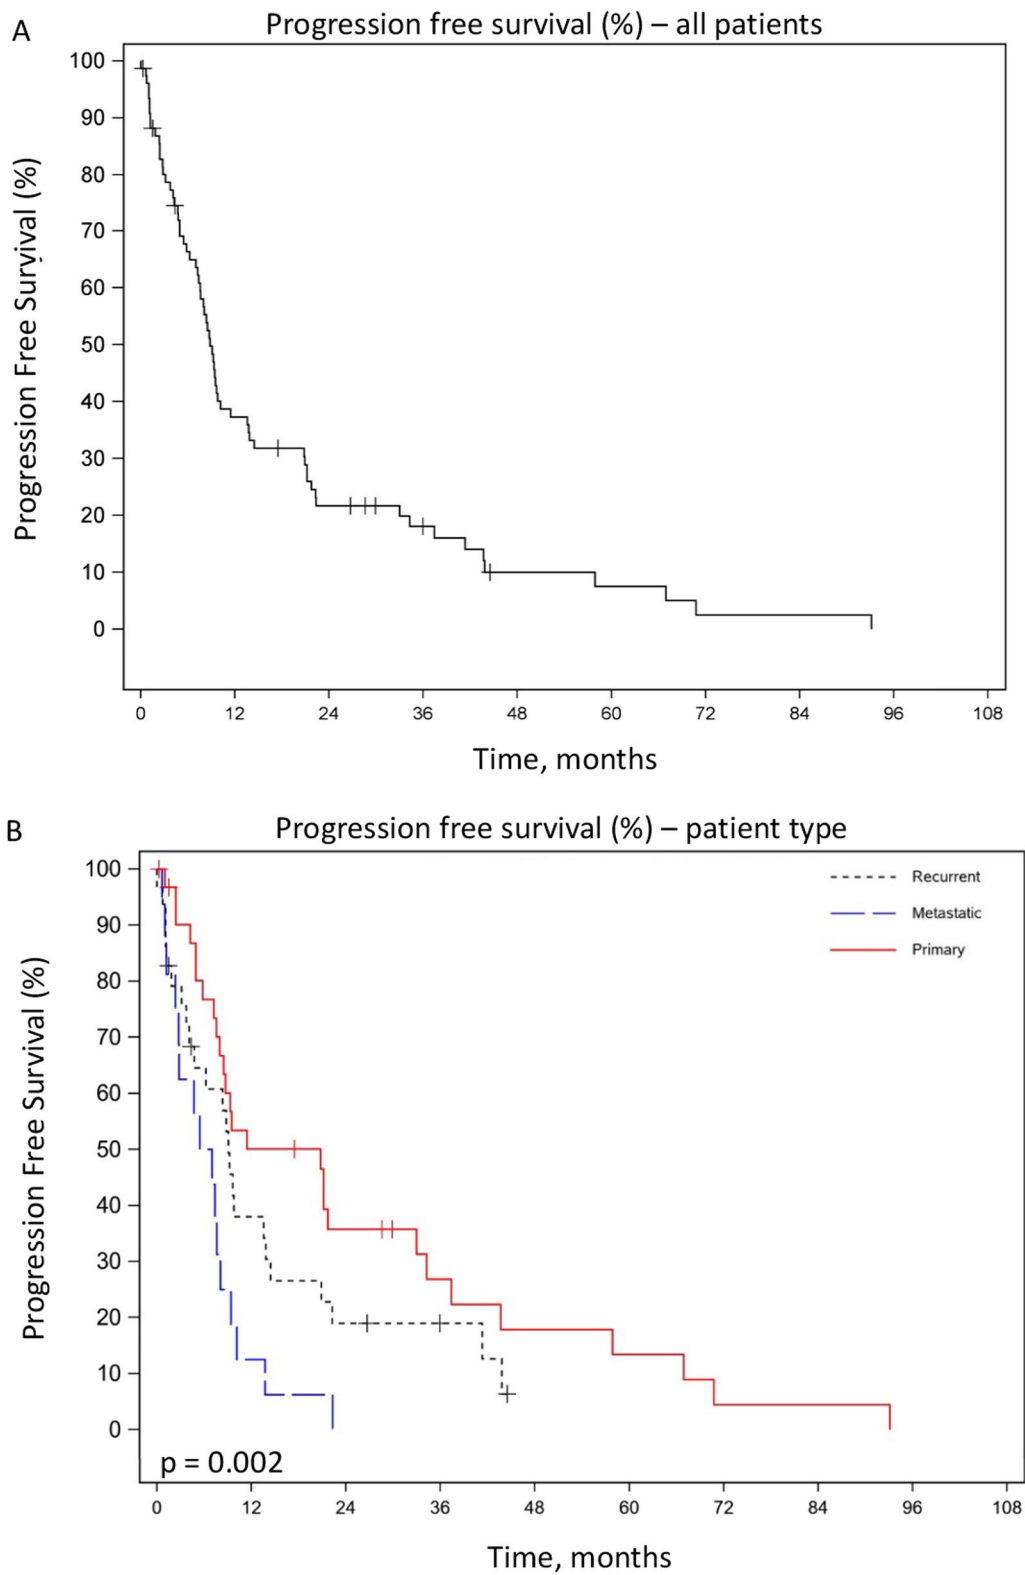 A
Progression free survival (%) – all patients
Progression Free Survival (%)
100
90
80
70
60
50
40
30
20
10
0
0 12 24 36 48 60 72 84 96 108
Time, months
B
Progression free survival (%) – patient type
Progression Free Survival (%)
100
90
80
70
60
50
40
30
20
10
0
Recurrent
Metastatic
Primary
p = 0.002
0 12 24 36 48 60 72 84 96 108
Time, months